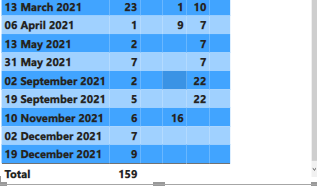 13 March 2021 23 1 10
06 April 2021 1 9 7
13 May 2021 2 7
31 May 2021 7 7
02 September 2021 2 22
19 September 2021 5 22
10 November 2021 6 16
02 December 2021 7
19 December 2021 9
Total 159